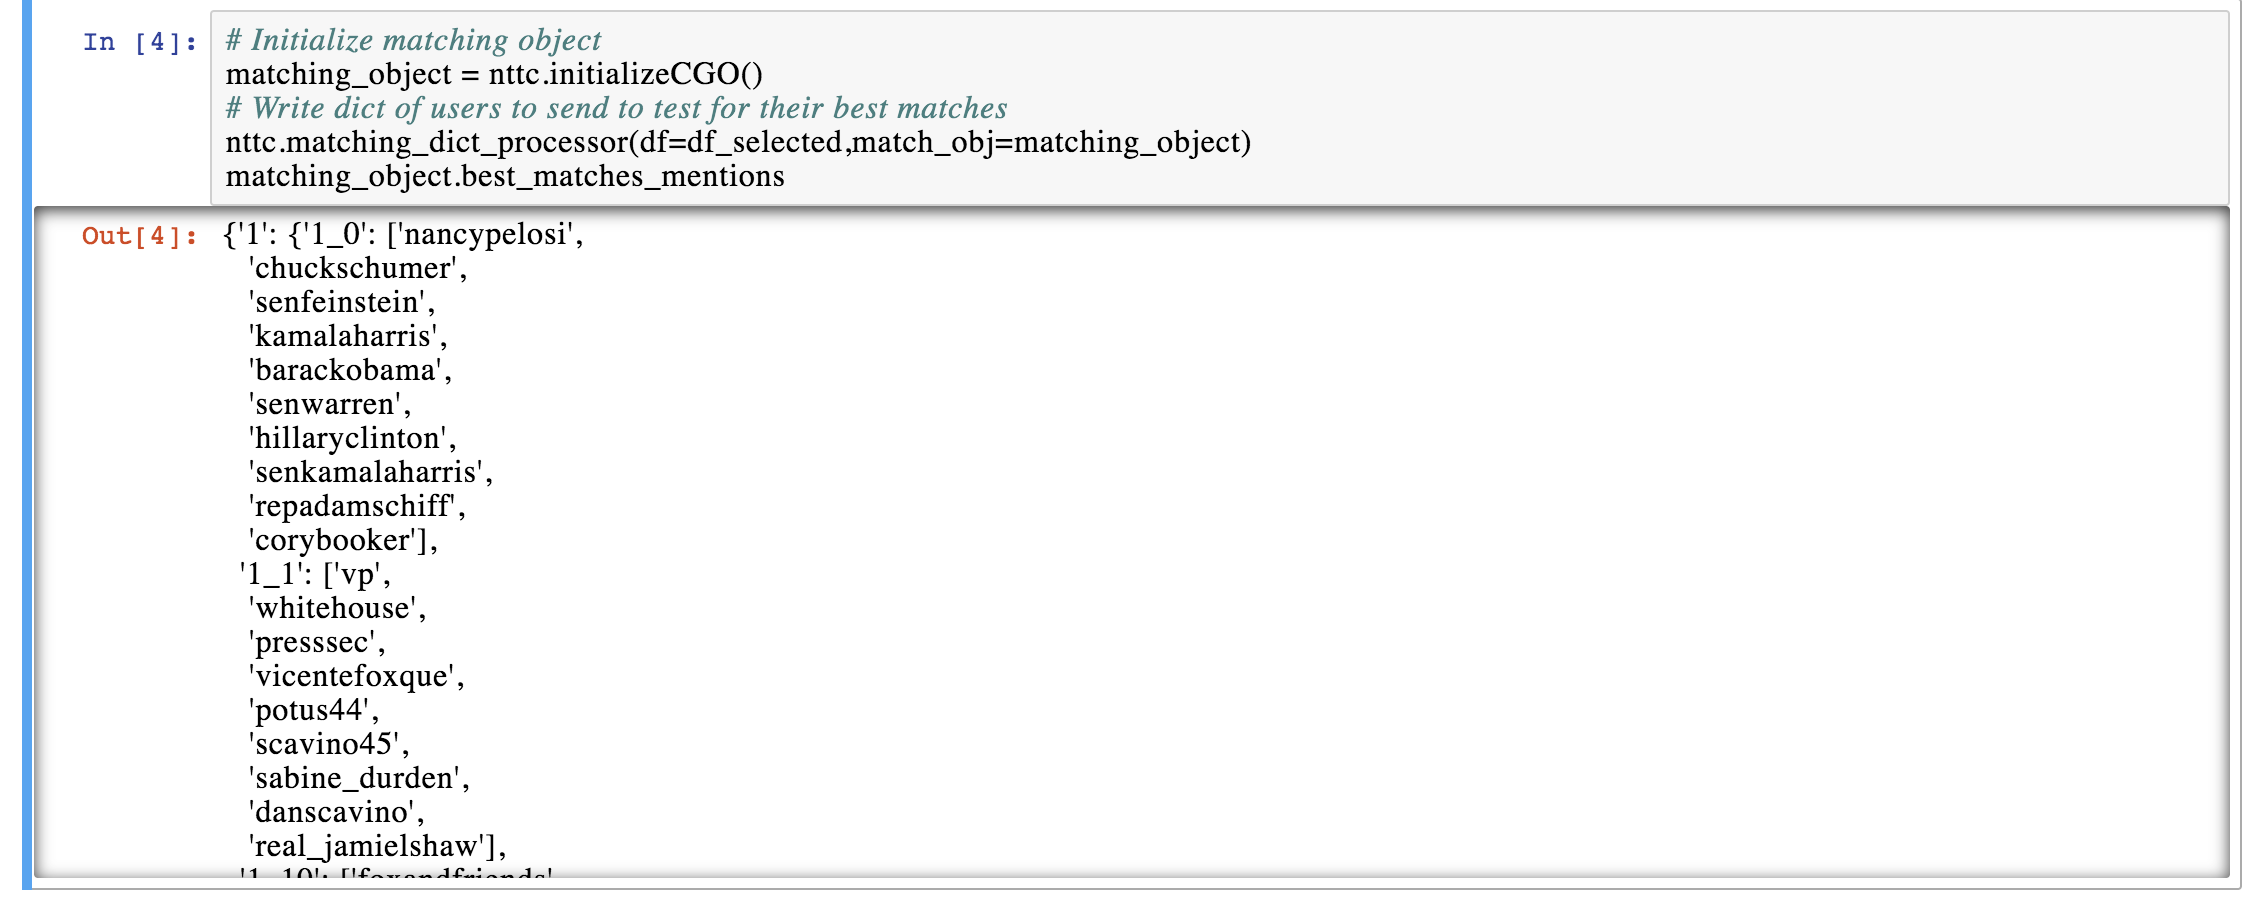 In [4]:
# Initialize matching object
matching_object = nttc.initializeCGO()
# Write dict of users to send to test for their best matches
nttc.matching_dict_processor(df=df_selected,match_obj=matching_object)
matching_object.best_matches_mentions
Out[4]:
{'1': {'1_0': ['nancypelosi',
'chuckschumer',
'senfeinstein',
'kamalaharris',
'barackobama',
'senwarren',
'hillaryclinton',
'senkamalaharris',
'repadamschiff',
'corybooker'],
'1_1': ['vp',
'whitehouse',
'presssec',
'vicentefoxque',
'potus44',
'scavino45',
'sabine_durden',
'danscavino',
'real_jamielshaw'],
'1_10': ['foxandfriends'